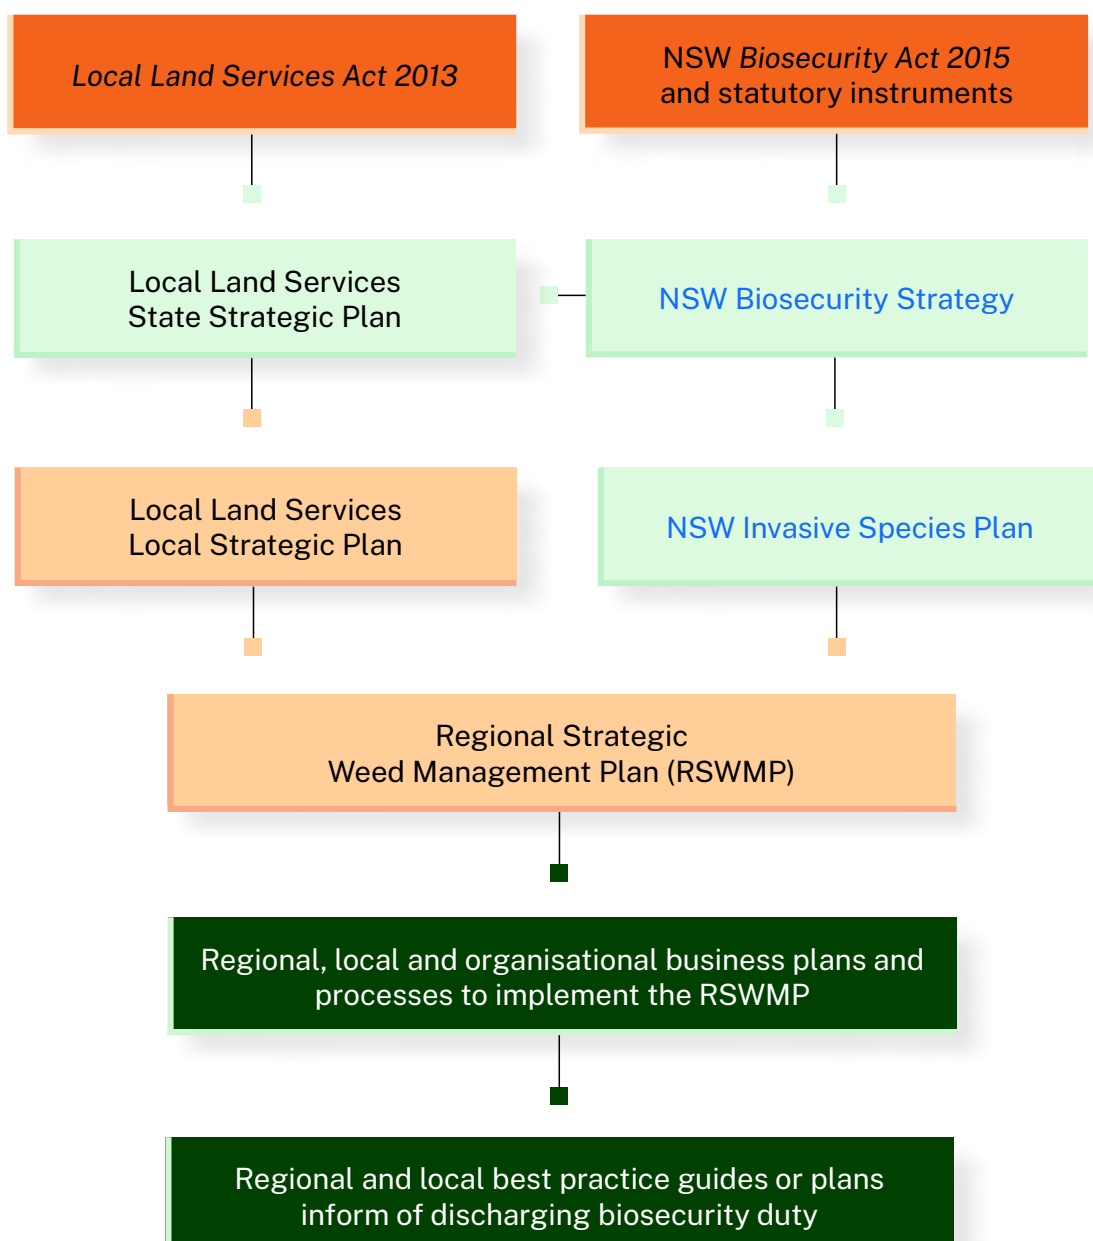 Local Land Services Act 2013
NSW Biosecurity Act 2015
and statutory instruments
Local Land Services
State Strategic Plan
NSW Biosecurity Strategy
Local Land Services
Local Strategic Plan
NSW Invasive Species Plan
Regional Strategic
Weed Management Plan (RSWMP)
Regional, local and organisational business plans and
processes to implement the RSWMP
Regional and local best practice guides or plans
inform of discharging biosecurity duty